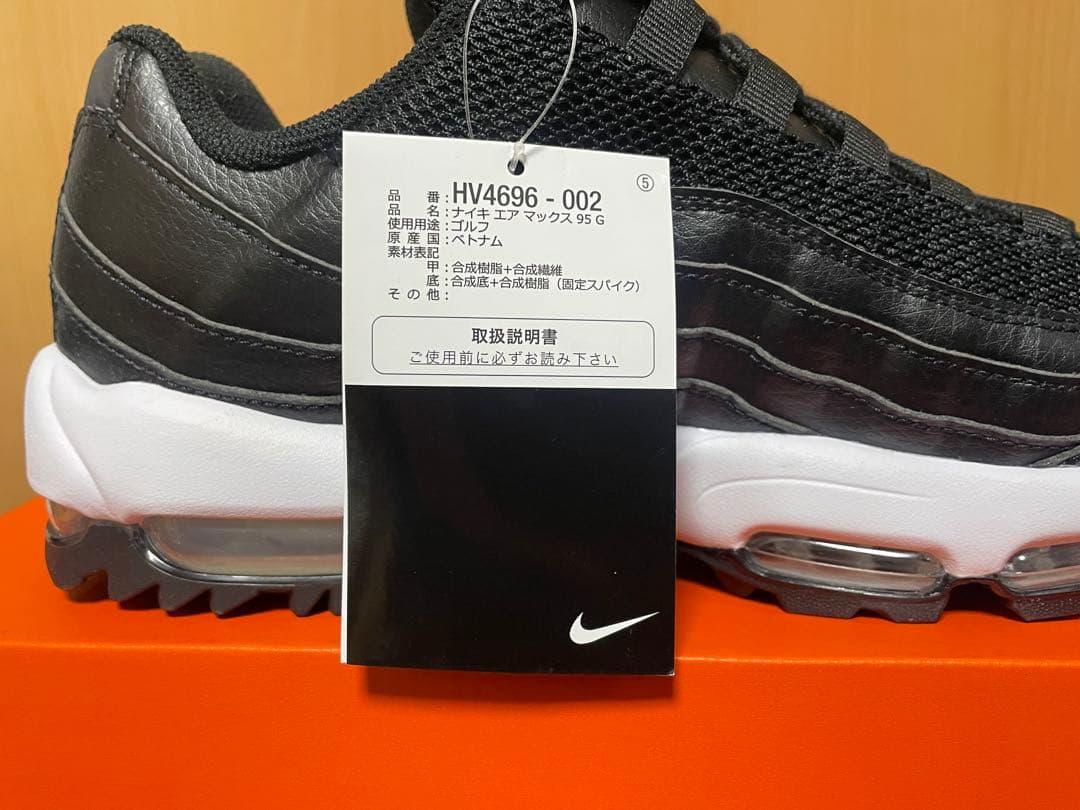 ⑤
品番：HV4696-002
品名：ナイキ エア マックス 95 G
使用用途：ゴルフ
原産国：ベトナム
素材表記
甲：合成樹脂+合成繊維
底：合成底+合成樹脂（固定スパイク）
その他：
取扱説明書
ご使用前に必ずお読み下さい